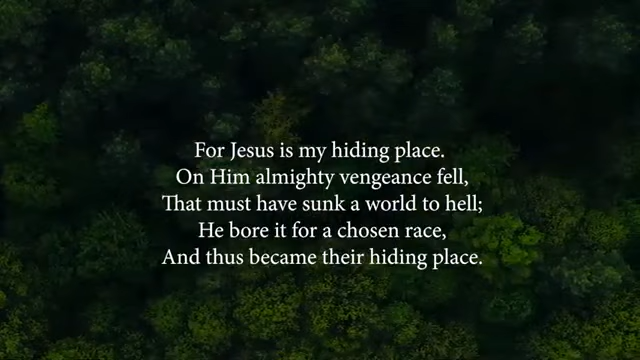 For Jesus is my hiding place.
On Him almighty vengeance fell,
That must have sunk a world to hell;
He bore it for a chosen race,
And thus became their hiding place.